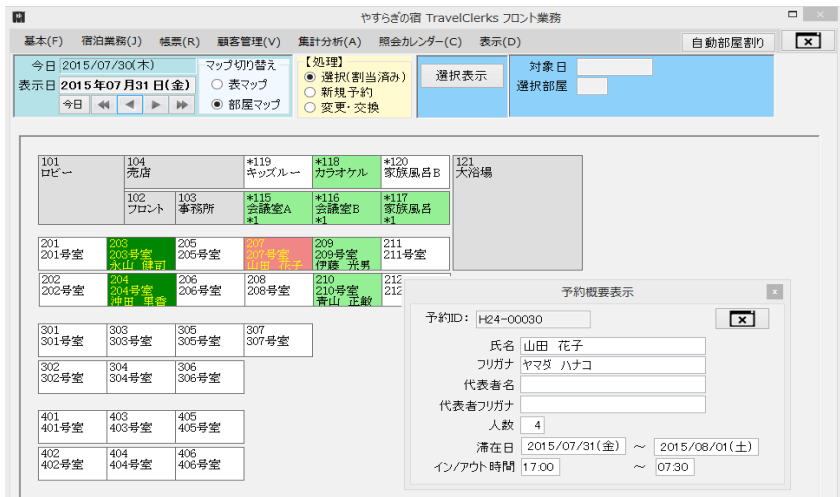 やすらぎの宿 TravelClerks フロント業務
基本(F) 宿泊業務(J) 帳票(R) 顧客管理(V) 集計分析(A) 照会カレンダー(C) 表示(D) 自動部屋割り
今日 2015/07/30(木)
表示日 2015年07月31日(金)
今日
マップ切り替え
表マップ
部屋マップ
【処理】
選択(割当済み)
新規予約
変更・交換
選択表示
対象日
選択部屋
101 104 *119 *118 *120 121
ロビー 売店 キッズルー カラオケル 家族風呂B 大浴場
102 103 *115 *116 *117
フロント 事務所 会議室A 会議室B 家族風呂
*1 *1 *1
201 203 205 207 209 211
201号室 203号室 205号室 207号室 209号室 211号室
永山 健司 山田 花子 伊藤 光男
202 204 206 208 210 212
202号室 204号室 206号室 208号室 210号室 212
沖田 里香 青山 正敏
301 303 305 307
301号室 303号室 305号室 307号室
302 304 306
302号室 304号室 306号室
401 403 405
401号室 403号室 405号室
402 404 406
402号室 404号室 406号室
予約概要表示
予約ID: H24-00030
氏名 山田 花子
フリガナ ヤマダ ハナコ
代表者名
代表者フリガナ
人数 4
滞在日 2015/07/31(金) ～ 2015/08/01(土)
イン/アウト時間 17:00 ～ 07:30